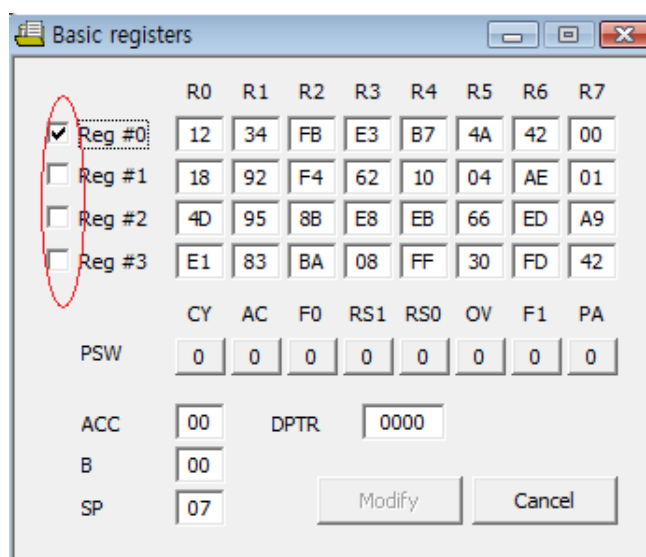 Basic registers
R0 R1 R2 R3 R4 R5 R6 R7
Reg #0 12 34 FB E3 B7 4A 42 00
Reg #1 18 92 F4 62 10 04 AE 01
Reg #2 4D 95 8B E8 EB 66 ED A9
Reg #3 E1 83 BA 08 FF 30 FD 42
CY AC F0 RS1 RS0 OV F1 PA
PSW 0 0 0 0 0 0 0 0
ACC 00 DPTR 0000
B 00
SP 07 Modify Cancel